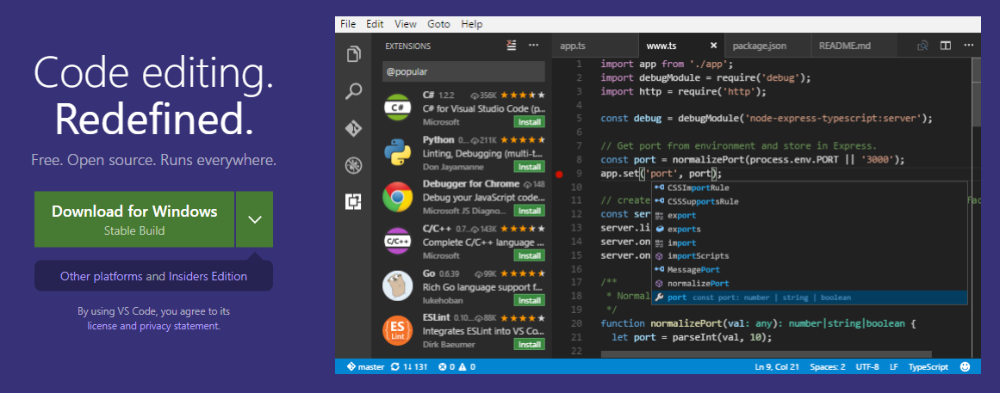 Code editing.
Redefined.
Free. Open source. Runs everywhere.
Download for Windows
Stable Build
Other platforms and Insiders Edition
By using VS Code, you agree to its
license and privacy statement.
File Edit View Goto Help
EXTENSIONS
@popular
C# 1.2.2 356K
C# for Visual Studio Code (p...
Microsoft Install
Python 0... 211K
Linting, Debugging (multi-t...
Don Jayamanne Install
Debugger for Chrome 148
Debug your JavaScript code...
Microsoft JS Diagno... Install
C/C++ 0.7... 143K
Complete C/C++ language ...
Microsoft Install
Go 0.6.39 99K
Rich Go language support f...
lukehoban Install
ES
Lint
ESLint 0.10... 88K
Integrates ESLint into VS Co...
Dirk Baeumer Install
app.ts www.ts package.json README.md
1 import app from './app';
2 import debugModule = require('debug');
3 import http = require('http');
4
5 const debug = debugModule('node-express-typescript:server');
6
7 // Get port from environment and store in Express.
8 const port = normalizePort(process.env.PORT || '3000');
9 app.set('port', port);
10
11 // create
12 const ser
13 server.li
14 server.on
15 server.on
16
17 /**
18 * Normal
19 */
20 function normalizePort(val: any): number|string|boolean {
21 let port = parseInt(val, 10);
22
CSSImportRule
CSSSupportsRule
export
exports
import
importScripts
MessagePort
normalizePort
port const port: number | string | boolean
master 1↓ 13↑ 0 0
Ln 9, Col 21 Spaces: 2 UTF-8 LF TypeScript